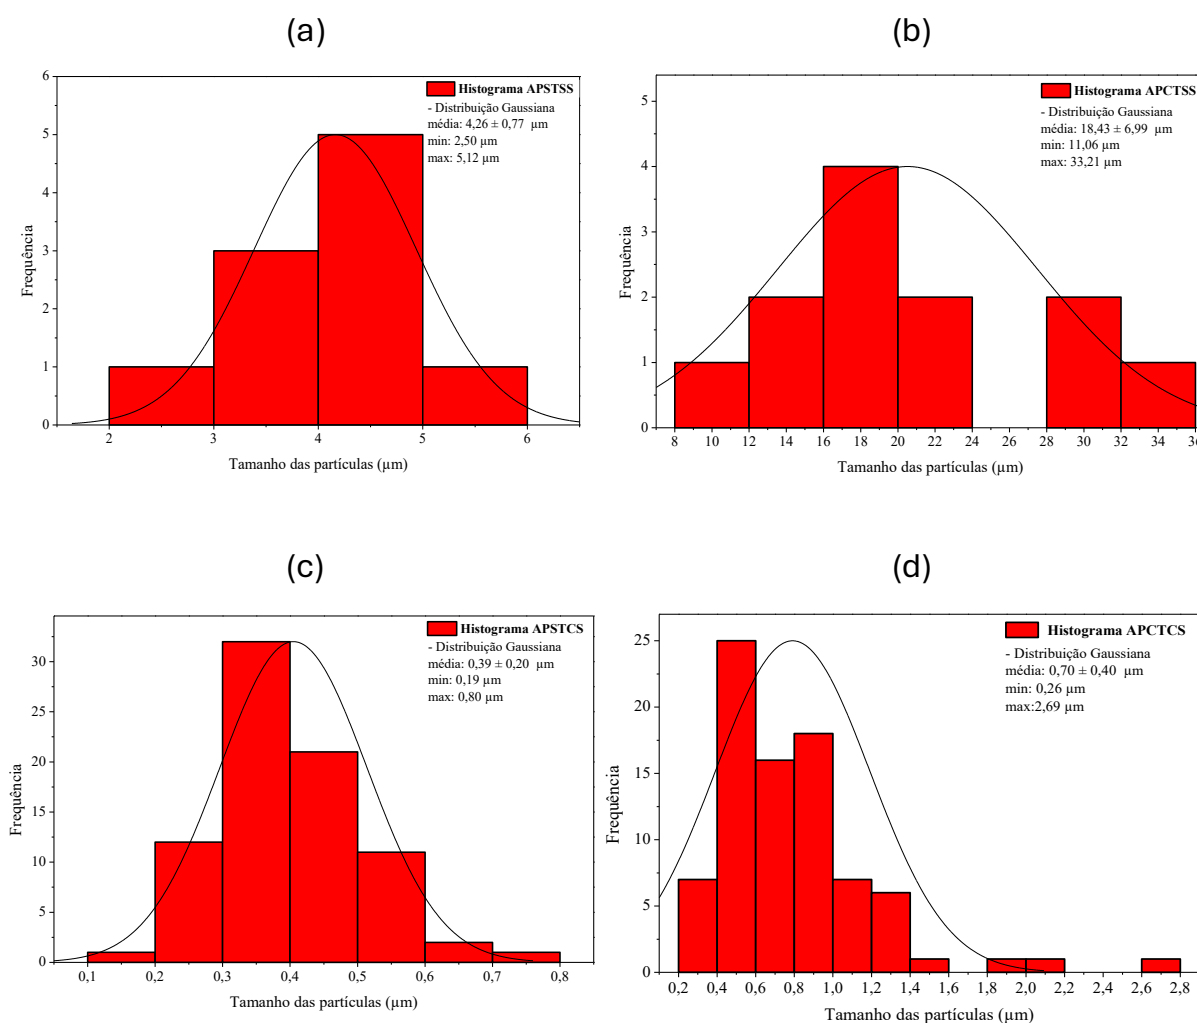 (a)
Histograma APSTSS
- Distribuição Gaussiana
média: 4,26 ± 0,77 µm
min: 2,50 µm
max: 5,12 µm
Frequência
6
5
4
3
2
1
0
2 3 4 5 6
Tamanho das partículas (µm)
(b)
Histograma APCTSS
- Distribuição Gaussiana
média: 18,43 ± 6,99 µm
min: 11,06 µm
max: 33,21 µm
Frequência
5
4
3
2
1
0
8 10 12 14 16 18 20 22 24 26 28 30 32 34 36
Tamanho das partículas (µm)
(c)
Histograma APSTCS
- Distribuição Gaussiana
média: 0,39 ± 0,20 µm
min: 0,19 µm
max: 0,80 µm
Frequência
30
25
20
15
10
5
0
0,1 0,2 0,3 0,4 0,5 0,6 0,7 0,8
Tamanho das partículas (µm)
(d)
Histograma APCTCS
- Distribuição Gaussiana
média: 0,70 ± 0,40 µm
min: 0,26 µm
max:2,69 µm
Frequência
25
20
15
10
5
0
0,2 0,4 0,6 0,8 1,0 1,2 1,4 1,6 1,8 2,0 2,2 2,4 2,6 2,8
Tamanho das partículas (µm)